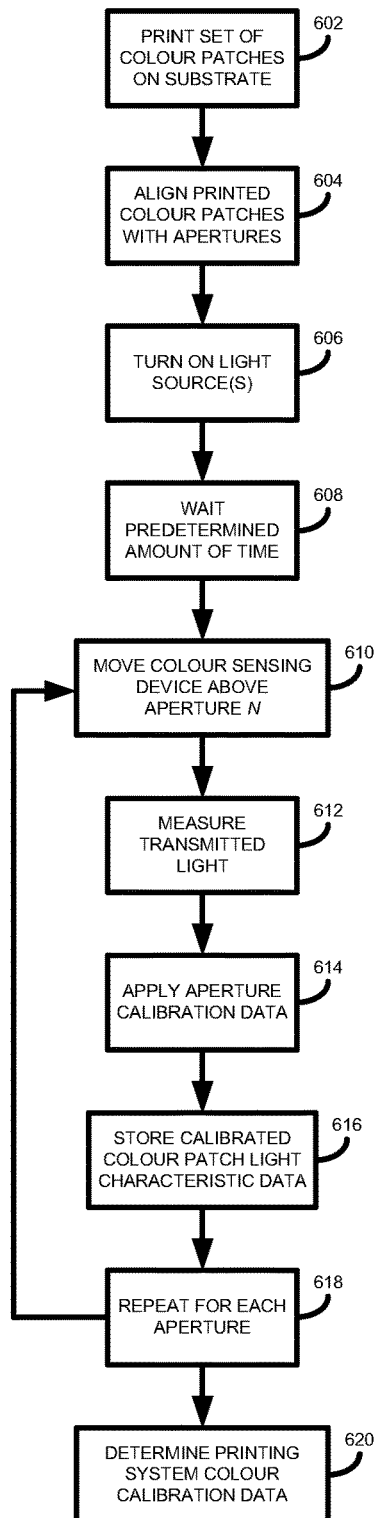 602
PRINT SET OF
COLOUR PATCHES
ON SUBSTRATE
604
ALIGN PRINTED
COLOUR PATCHES
WITH APERTURES
606
TURN ON LIGHT
SOURCE(S)
608
WAIT
PREDETERMINED
AMOUNT OF TIME
610
MOVE COLOUR SENSING
DEVICE ABOVE
APERTURE N
612
MEASURE
TRANSMITTED
LIGHT
614
APPLY APERTURE
CALIBRATION DATA
616
STORE CALIBRATED
COLOUR PATCH LIGHT
CHARACTERISTIC DATA
618
REPEAT FOR EACH
APERTURE
620
DETERMINE PRINTING
SYSTEM COLOUR
CALIBRATION DATA